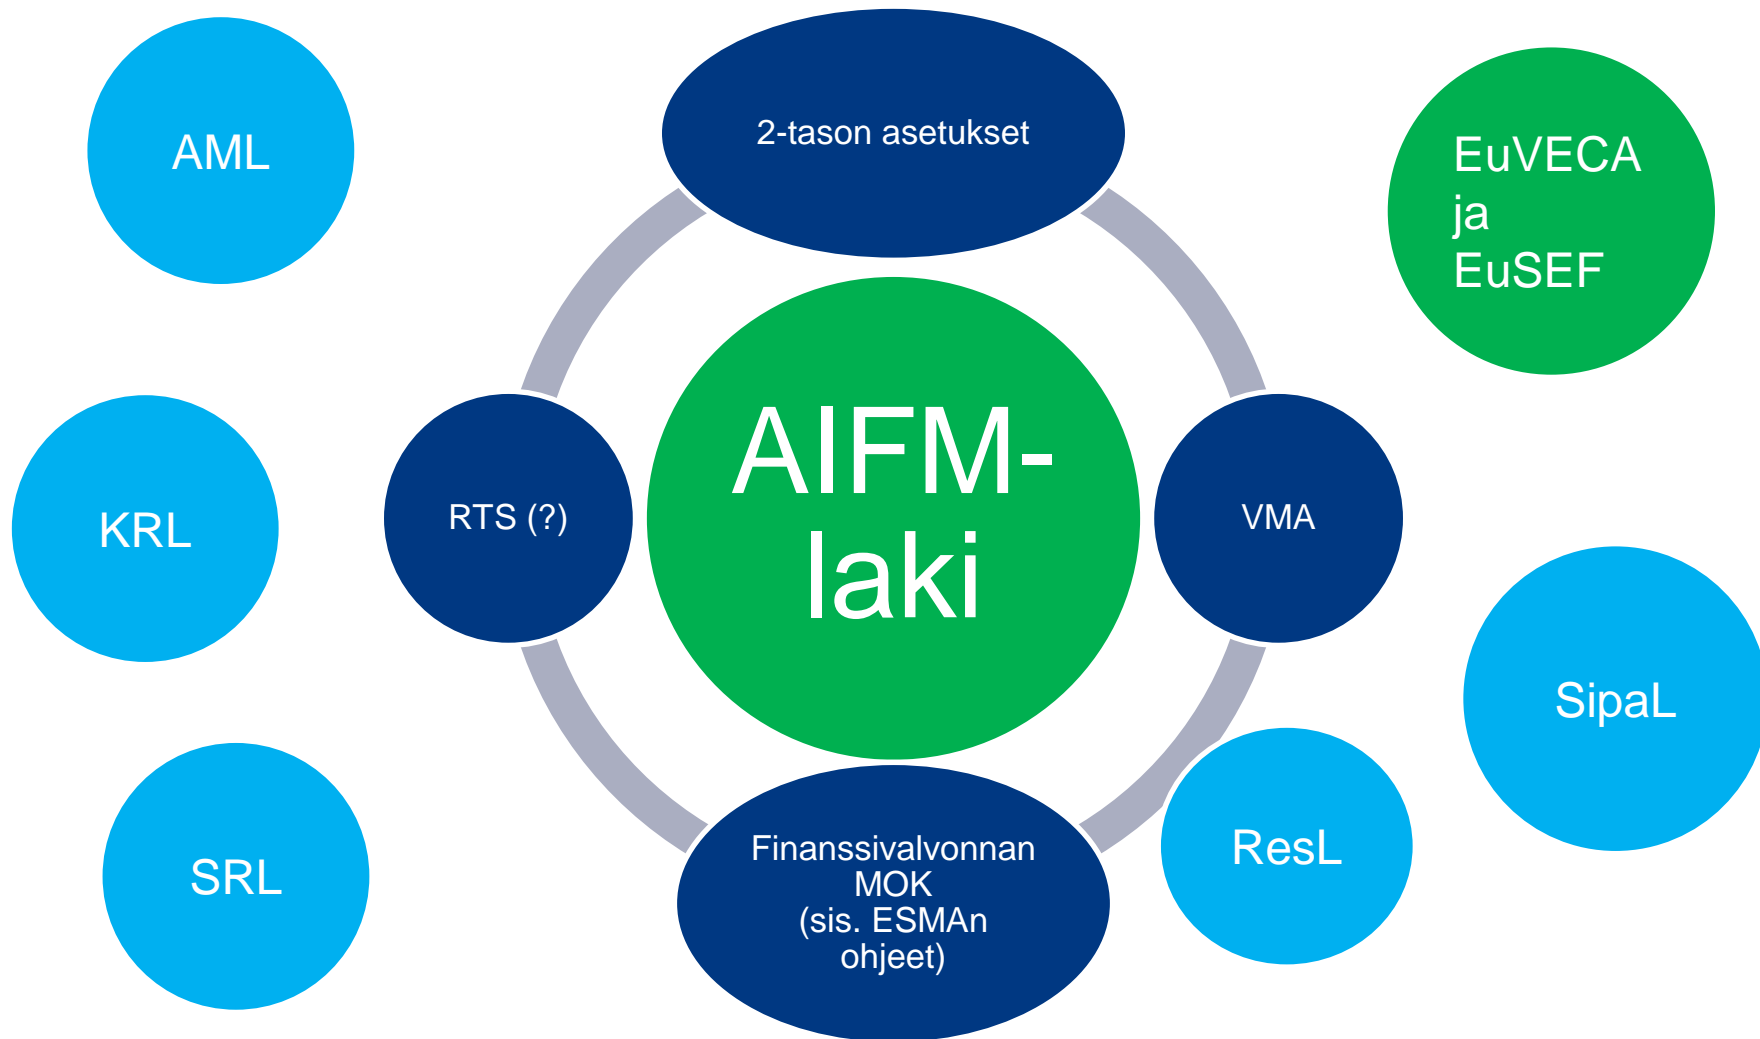 2-tason asetukset
AML
EuVECA
ja
EuSEF
AIFM-
laki
RTS (?)
VMA
KRL
SipaL
SRL
ResL
Finanssivalvonnan
MOK
(sis. ESMAn
ohjeet)